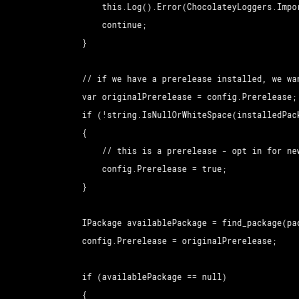 this.Log().Error(ChocolateyLoggers.Impor
continue;
}
// if we have a prerelease installed, we wan
var originalPrerelease = config.Prerelease;
if (!string.IsNullOrWhiteSpace(installedPack
{
// this is a prerelease - opt in for new
config.Prerelease = true;
}
IPackage availablePackage = find_package(pac
config.Prerelease = originalPrerelease;
if (availablePackage == null)
{